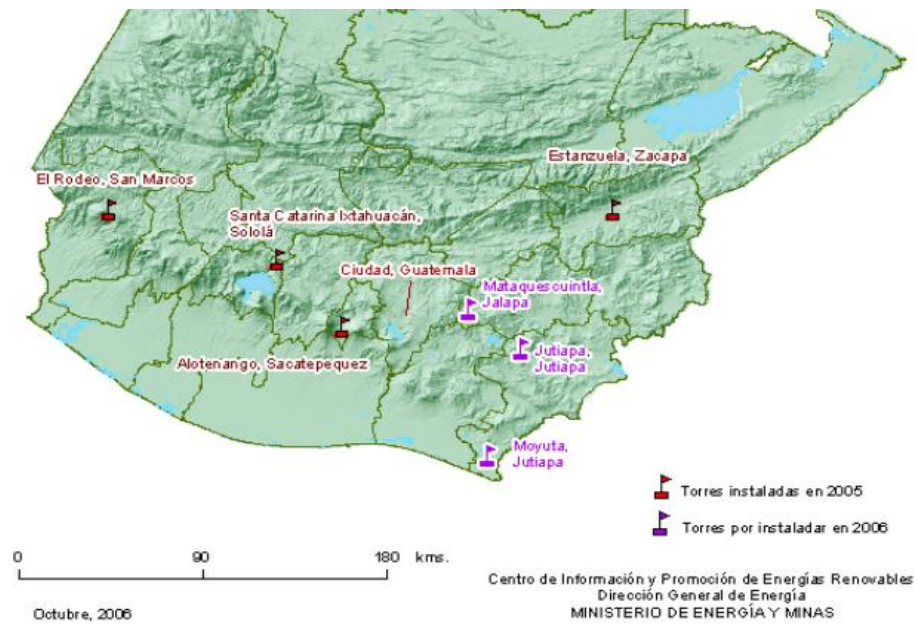 Estanzuela, Zacapa
El Rodeo, San Marcos
Santa Catarina Ixtahuacán,
Sololá
Ciudad, Guatemala
Mataquescuintla,
Jalapa
Alotenango, Sacatepequez
Jutiapa,
Jutiapa
Moyuta,
Jutiapa
Torres instaladas en 2005
Torres por instaladar en 2006
0 90 180 kms.
Octubre, 2006
Centro de Información y Promoción de Energías Renovables
Dirección General de Energía
MINISTERIO DE ENERGÍA Y MINAS